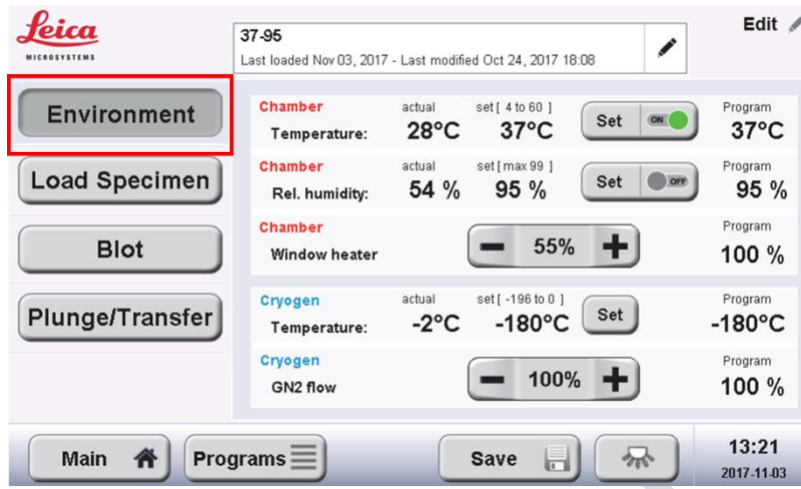 Leica
MICROSYSTEMS
37-95
Last loaded Nov 03, 2017 - Last modified Oct 24, 2017 18:08
Edit
Environment
Load Specimen
Blot
Plunge/Transfer
Chamber actual set [ 4 to 60 ] Program
Temperature: 28°C 37°C Set ON 37°C
Chamber actual set [ max 99 ] Program
Rel. humidity: 54 % 95 % Set OFF 95 %
Chamber Program
Window heater 55% 100 %
Cryogen actual set [ -196 to 0 ] Program
Temperature: -2°C -180°C Set -180°C
Cryogen Program
GN2 flow 100% 100 %
Main Programs Save 13:21
2017-11-03